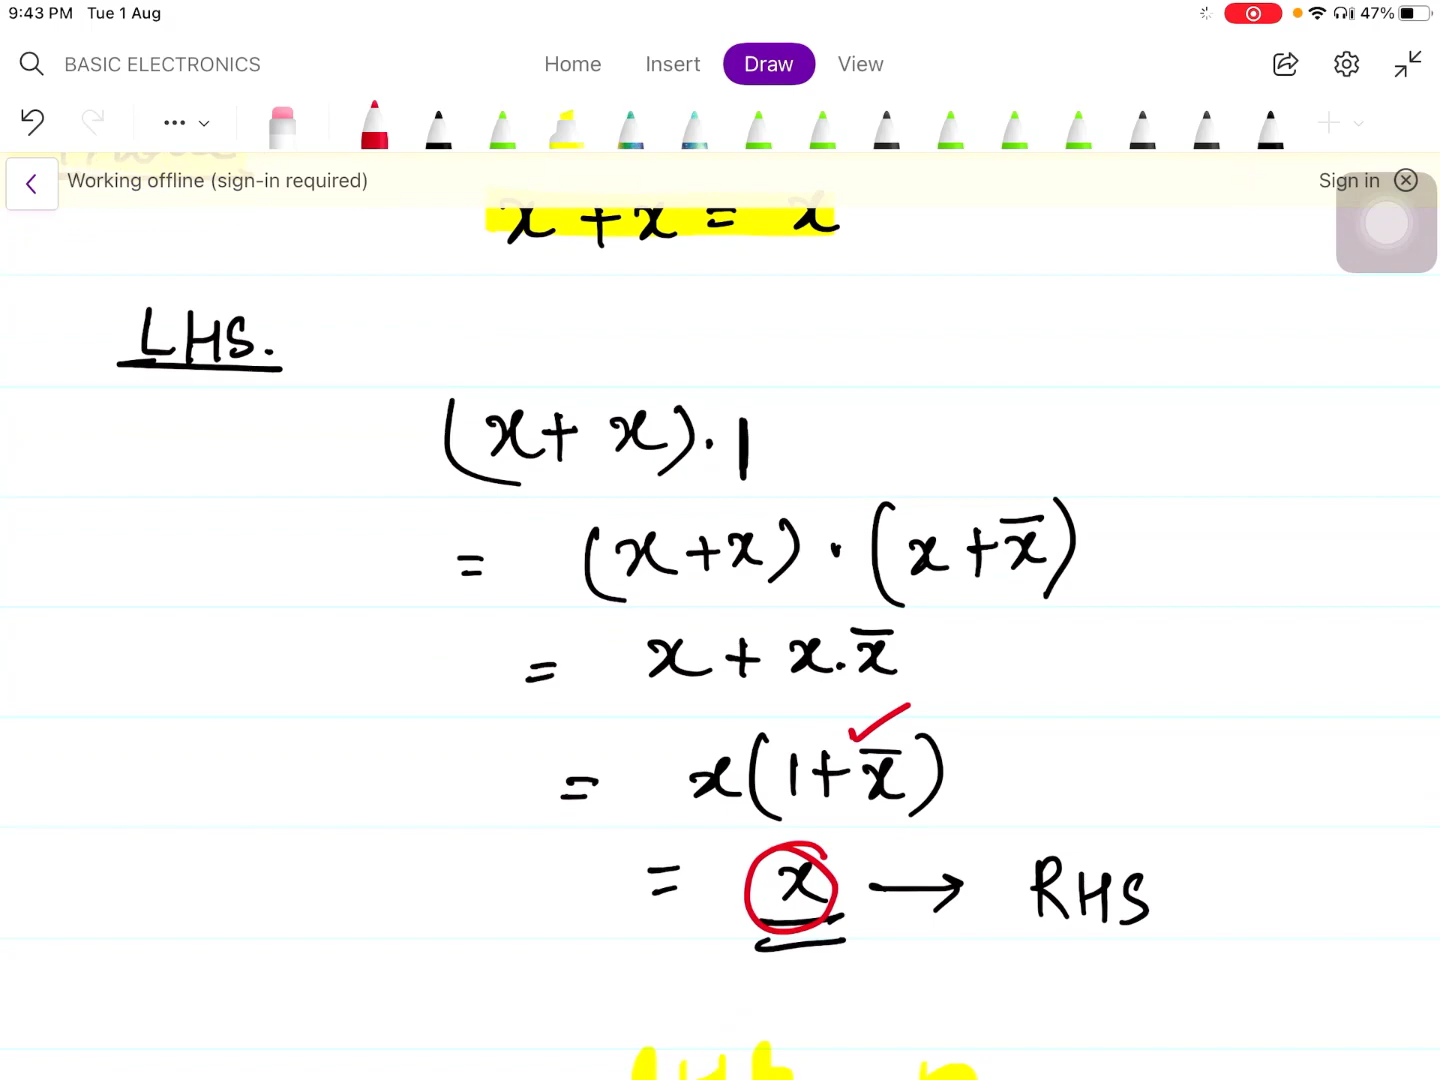 9:43 PM Tue 1 Aug 47%
BASIC ELECTRONICS Home Insert Draw View
Working offline (sign-in required) Sign in
x + x = x
LHS.
(x + x) . 1
= (x + x) . (x + x̅)
= x + x . x̅
= x(1 + x̅)
= x → RHS